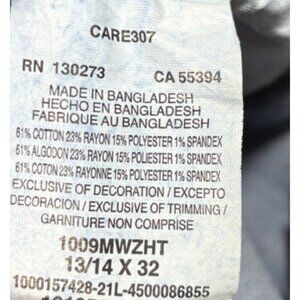 CARE307
RN 130273 CA 55394
MADE IN BANGLADESH
HECHO EN BANGLADESH
FABRIQUE AU BANGLADESH
61% COTTON 23% RAYON 15% POLYESTER 1% SPANDEX
61% ALGODON 23% RAYON 15% POLYESTER 1% SPANDEX
61% COTON 23% RAYONNE 15% POLYESTER 1% SPANDEX
EXCLUSIVE OF DECORATION / EXCEPTO
DECORACION / EXCLUSIVE OF TRIMMING /
GARNITURE NON COMPRISE
1009MWZHT
13/14 X 32
1000157428-21L-4500086855